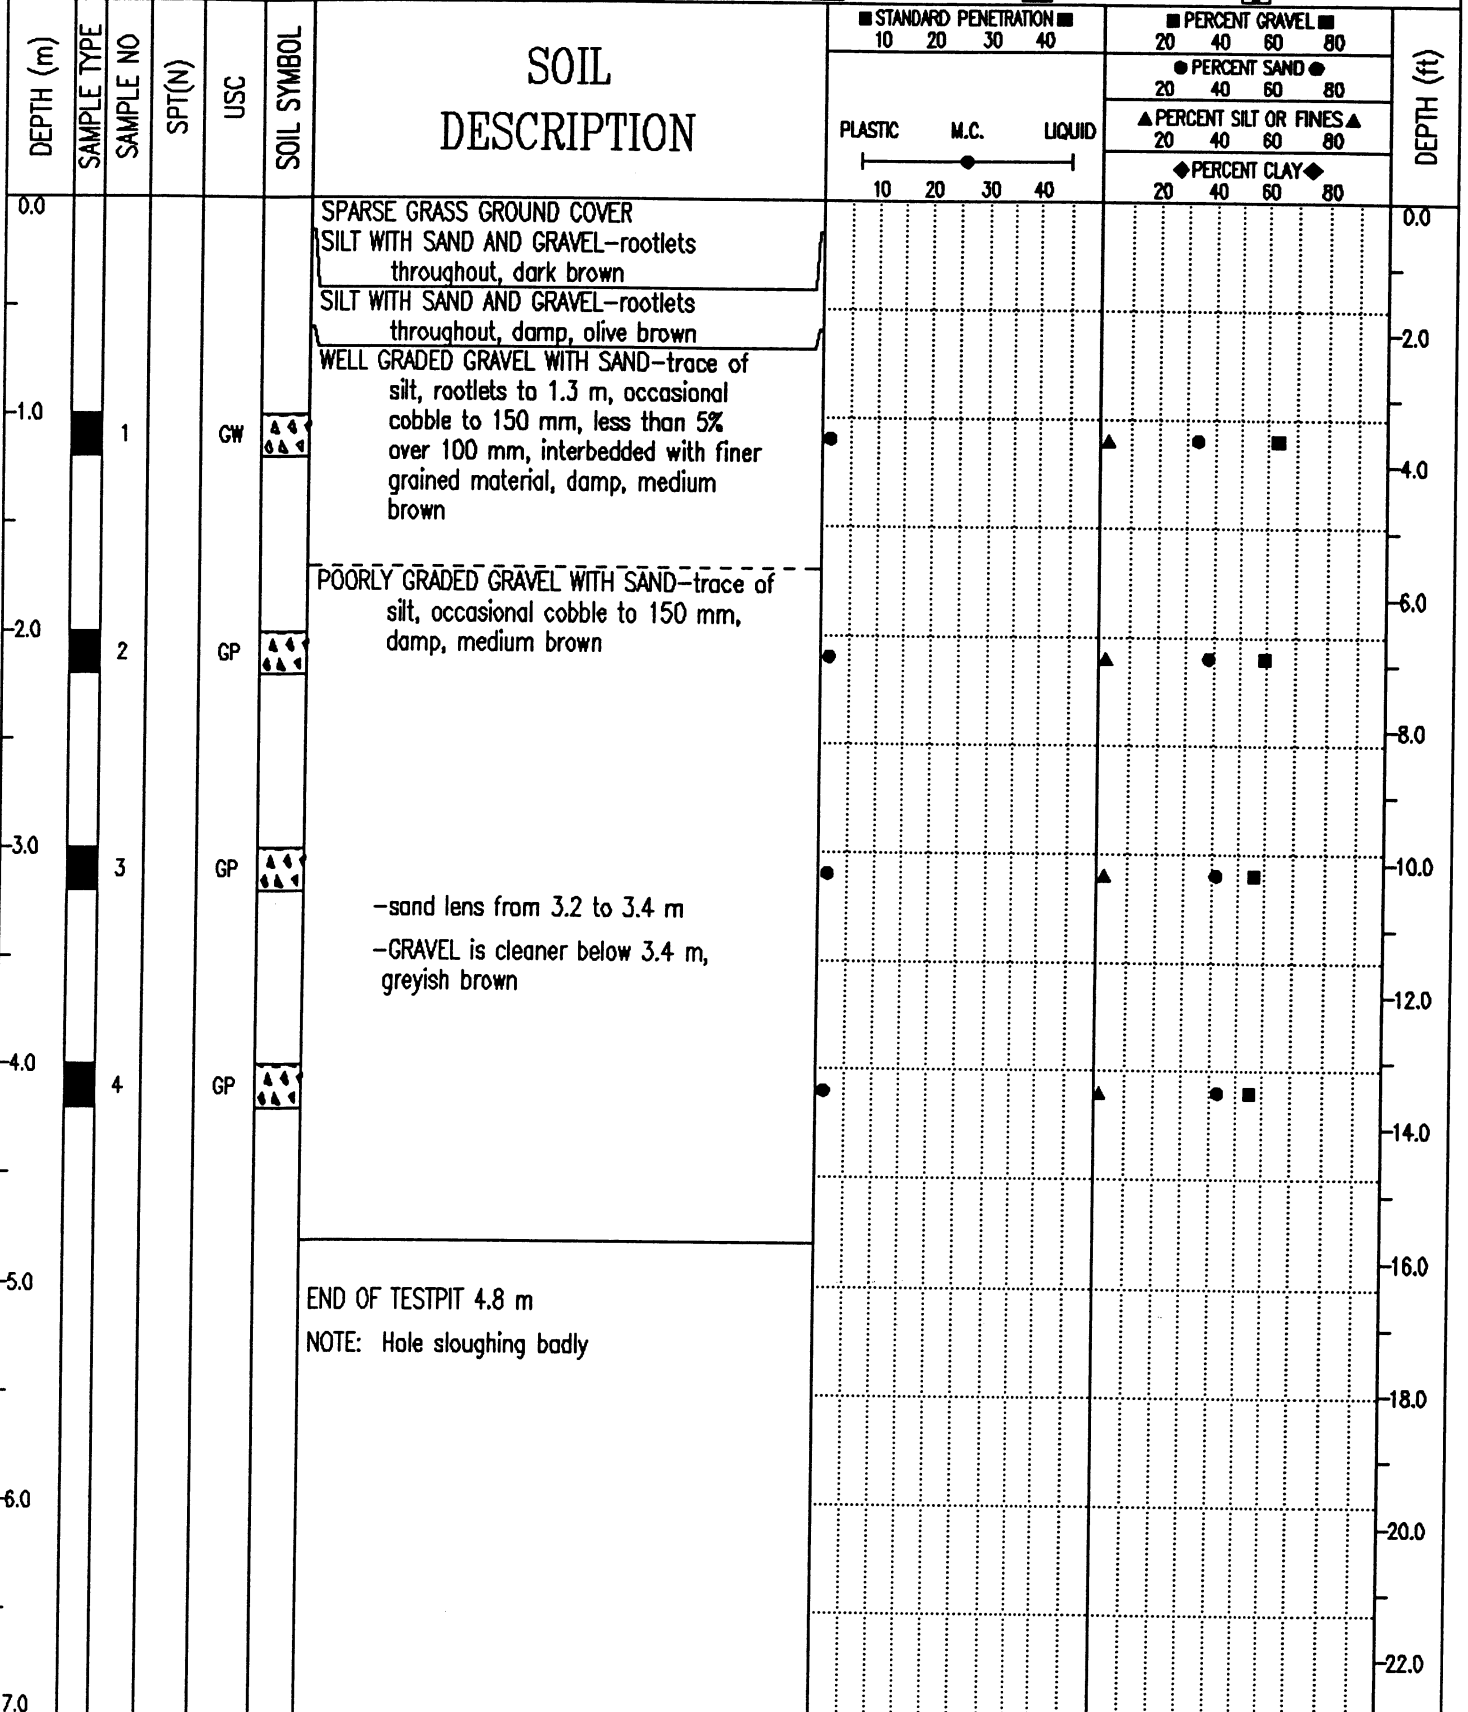 DEPTH (m)
SAMPLE TYPE
SAMPLE NO
SPT(N)
USC
SOIL SYMBOL
SOIL
DESCRIPTION
■ STANDARD PENETRATION ■
10 20 30 40
PLASTIC M.C. LIQUID
10 20 30 40
■ PERCENT GRAVEL ■
20 40 60 80
● PERCENT SAND ●
20 40 60 80
▲ PERCENT SILT OR FINES ▲
20 40 60 80
◆ PERCENT CLAY ◆
20 40 60 80
DEPTH (ft)
0.0
SPARSE GRASS GROUND COVER
0.0
SILT WITH SAND AND GRAVEL-rootlets
throughout, dark brown
SILT WITH SAND AND GRAVEL-rootlets
throughout, damp, olive brown
2.0
WELL GRADED GRAVEL WITH SAND-trace of
silt, rootlets to 1.3 m, occasional
1.0
cobble to 150 mm, less than 5%
1 GW
over 100 mm, interbedded with finer
4.0
grained material, damp, medium
brown
POORLY GRADED GRAVEL WITH SAND-trace of
6.0
silt, occasional cobble to 150 mm,
2.0
damp, medium brown
2 GP
8.0
3.0
3 GP
10.0
-sand lens from 3.2 to 3.4 m
-GRAVEL is cleaner below 3.4 m,
greyish brown
12.0
4.0
4 GP
14.0
16.0
5.0
END OF TESTPIT 4.8 m
NOTE: Hole sloughing badly
18.0
6.0
20.0
22.0
7.0